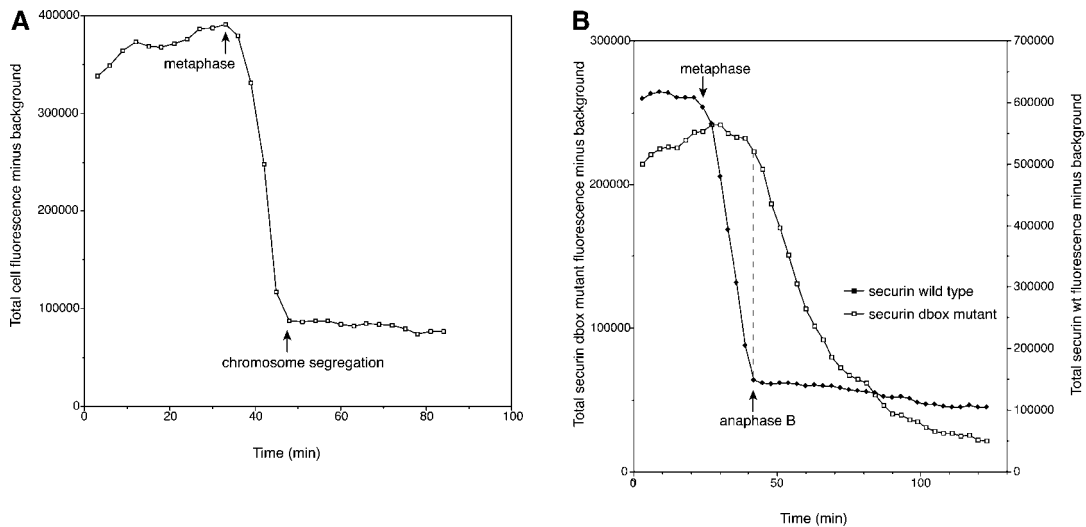 A
Total cell fluorescence minus background
400000
300000
200000
100000
0
metaphase
chromosome segregation
0
20
40
60
80
100
Time (min)
B
Total securin dbox mutant fluorescence minus background
300000
200000
100000
0
metaphase
anaphase B
securin wild type
securin dbox mutant
700000
600000
500000
400000
300000
200000
100000
0
Total securin wt fluorescence minus background
0
50
100
Time (min)